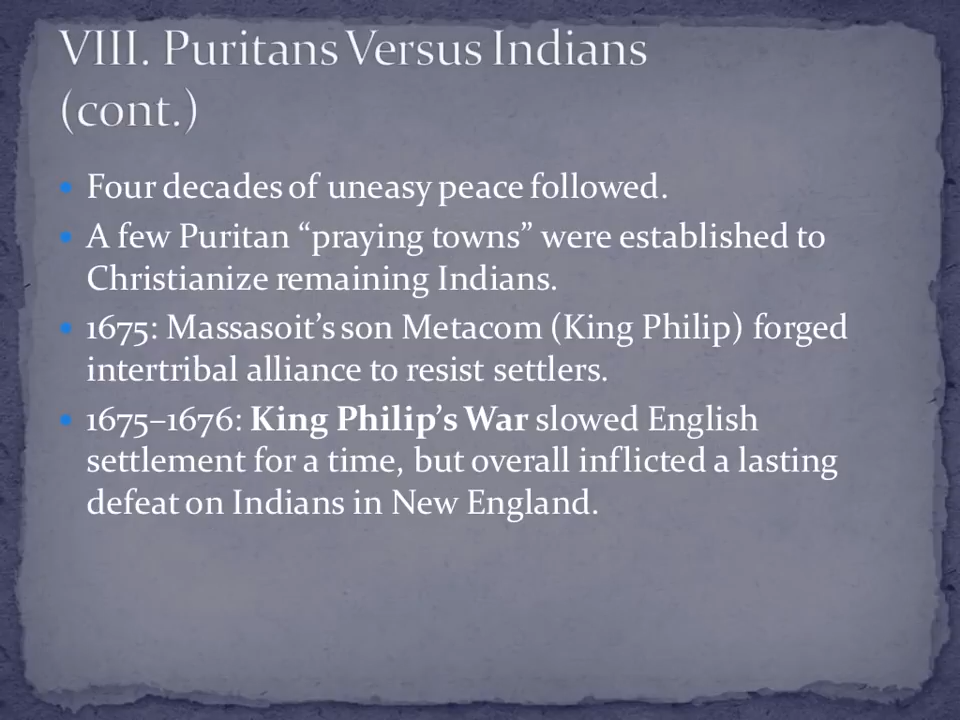 VIII. Puritans Versus Indians
(cont.)
• Four decades of uneasy peace followed.
• A few Puritan “praying towns” were established to
Christianize remaining Indians.
• 1675: Massasoit’s son Metacom (King Philip) forged
intertribal alliance to resist settlers.
• 1675–1676: King Philip’s War slowed English
settlement for a time, but overall inflicted a lasting
defeat on Indians in New England.